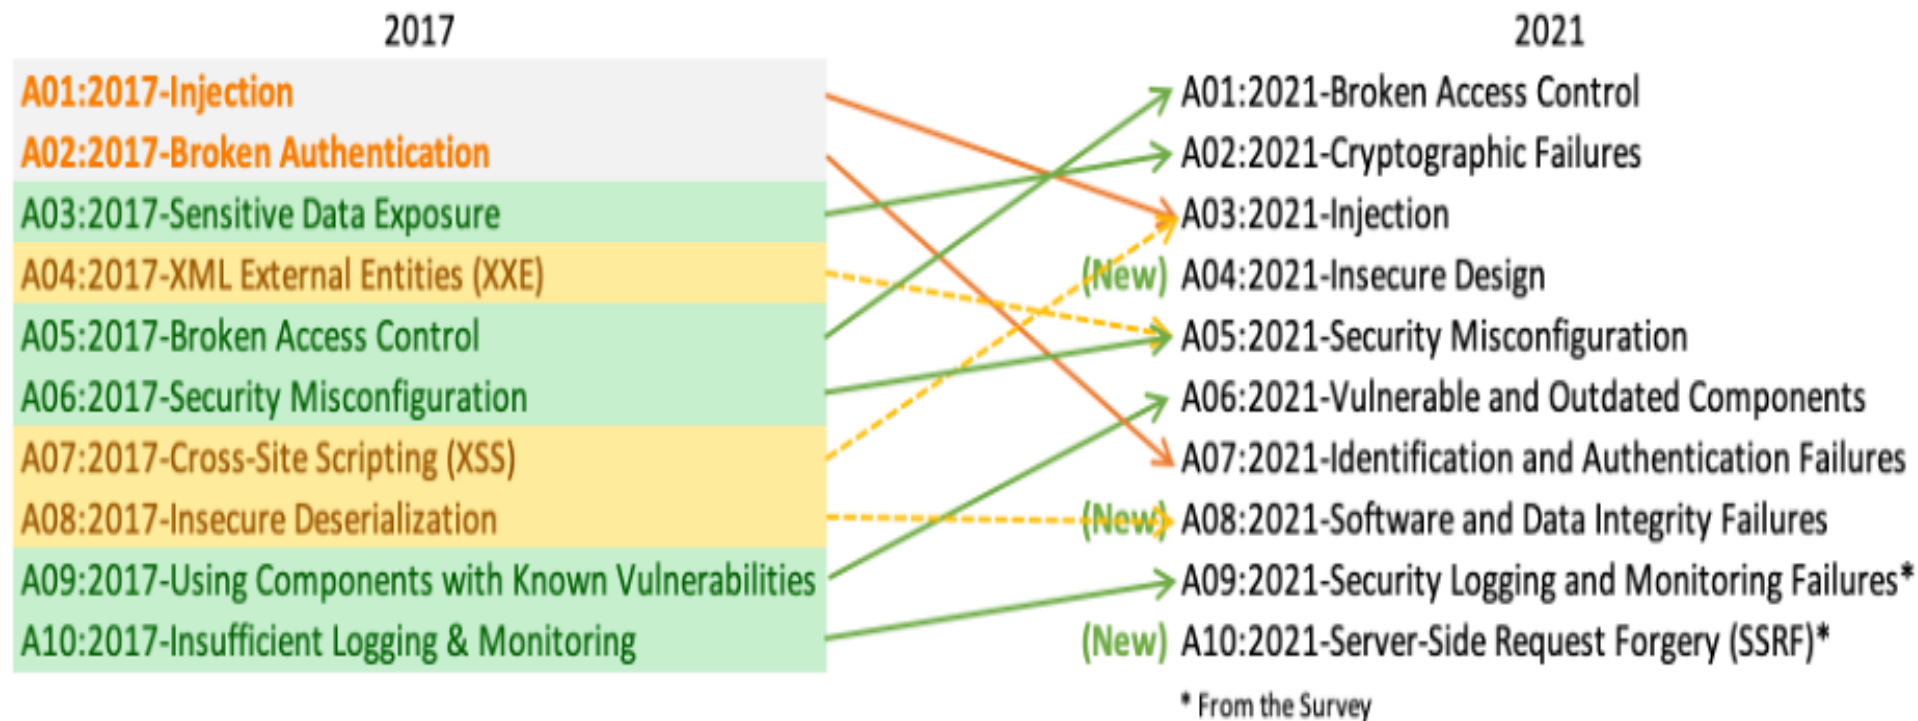 2017
A01:2017-Injection
A02:2017-Broken Authentication
A03:2017-Sensitive Data Exposure
A04:2017-XML External Entities (XXE)
A05:2017-Broken Access Control
A06:2017-Security Misconfiguration
A07:2017-Cross-Site Scripting (XSS)
A08:2017-Insecure Deserialization
A09:2017-Using Components with Known Vulnerabilities
A10:2017-Insufficient Logging & Monitoring
2021
A01:2021-Broken Access Control
A02:2021-Cryptographic Failures
A03:2021-Injection
(New) A04:2021-Insecure Design
A05:2021-Security Misconfiguration
A06:2021-Vulnerable and Outdated Components
A07:2021-Identification and Authentication Failures
(New) A08:2021-Software and Data Integrity Failures
A09:2021-Security Logging and Monitoring Failures*
(New) A10:2021-Server-Side Request Forgery (SSRF)*
* From the Survey